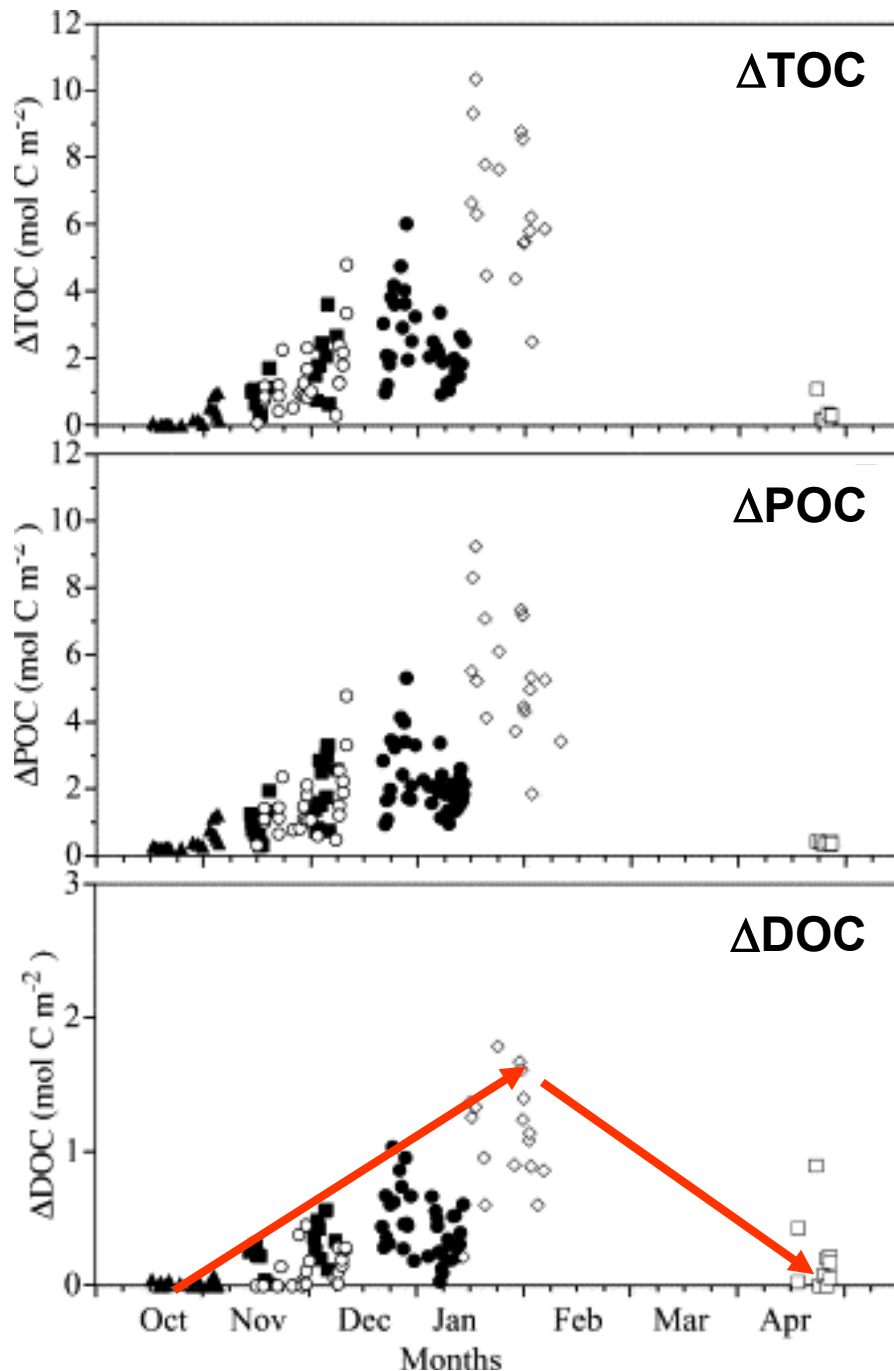 12
10
8
6
4
2
0
ΔTOC (mol C m⁻²)
ΔTOC
12
10
8
6
4
2
0
ΔPOC (mol C m⁻²)
ΔPOC
3
2
1
0
ΔDOC (mol C m⁻²)
ΔDOC
Oct Nov Dec Jan Feb Mar Apr
Months